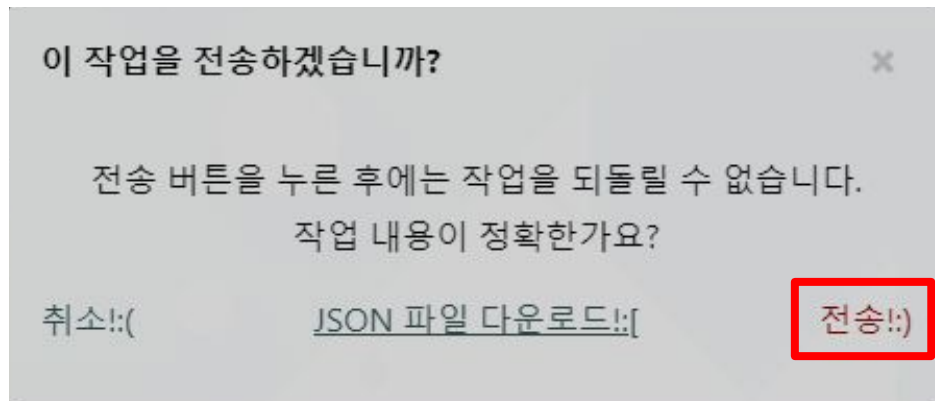 이 작업을 전송하겠습니까? ×
전송 버튼을 누른 후에는 작업을 되돌릴 수 없습니다.
작업 내용이 정확한가요?
취소!:( JSON 파일 다운로드!:[ 전송!:)